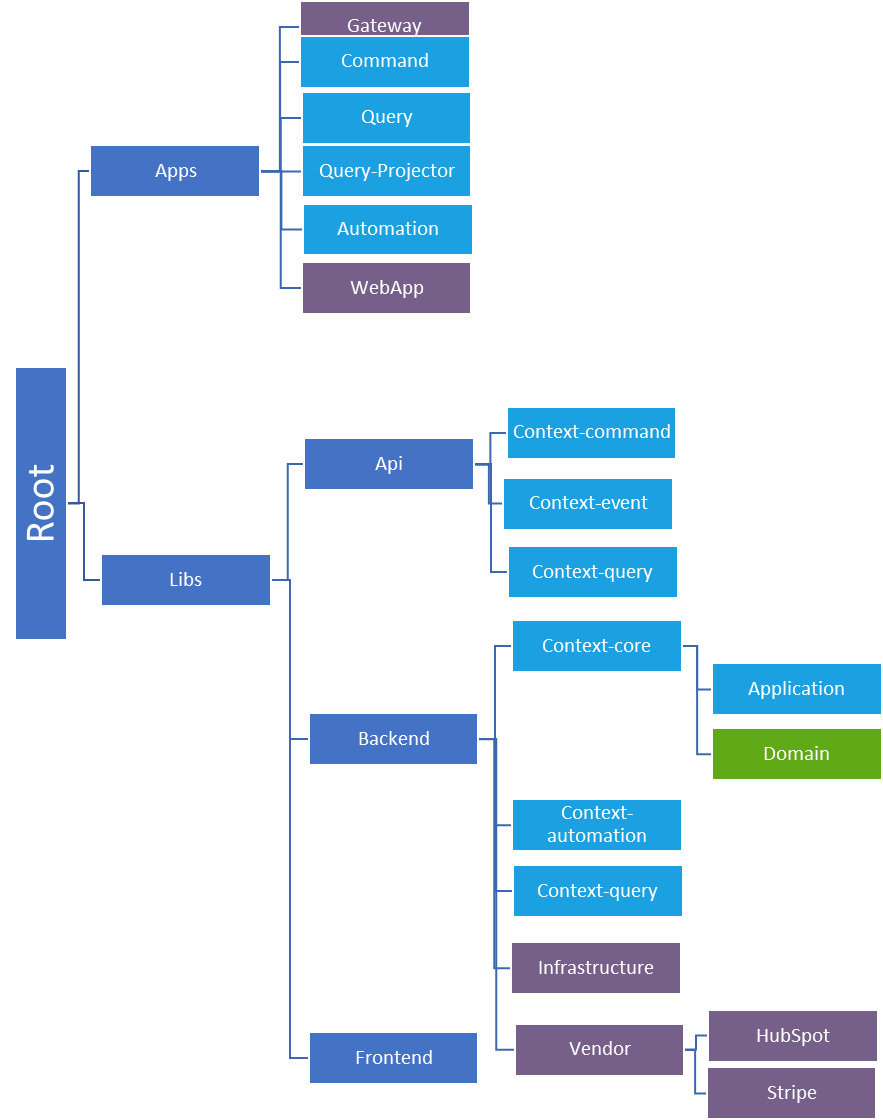 Gateway
Command
Query
Apps
Query-Projector
Automation
WebApp
Root
Context-command
Api
Context-event
Context-query
Libs
Context-core
Application
Backend
Domain
Context-
automation
Context-query
Infrastructure
Vendor
HubSpot
Frontend
Stripe